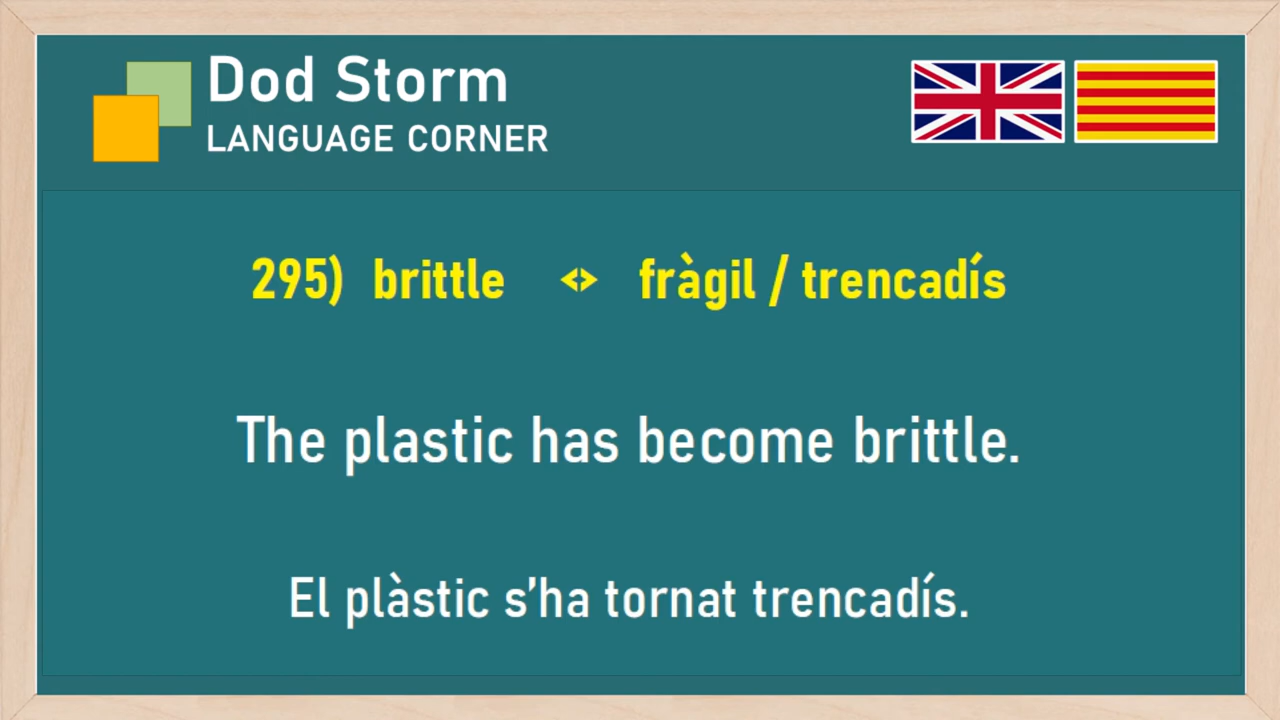 Dod Storm
LANGUAGE CORNER
295) brittle <> fràgil / trencadís
The plastic has become brittle.
El plàstic s’ha tornat trencadís.